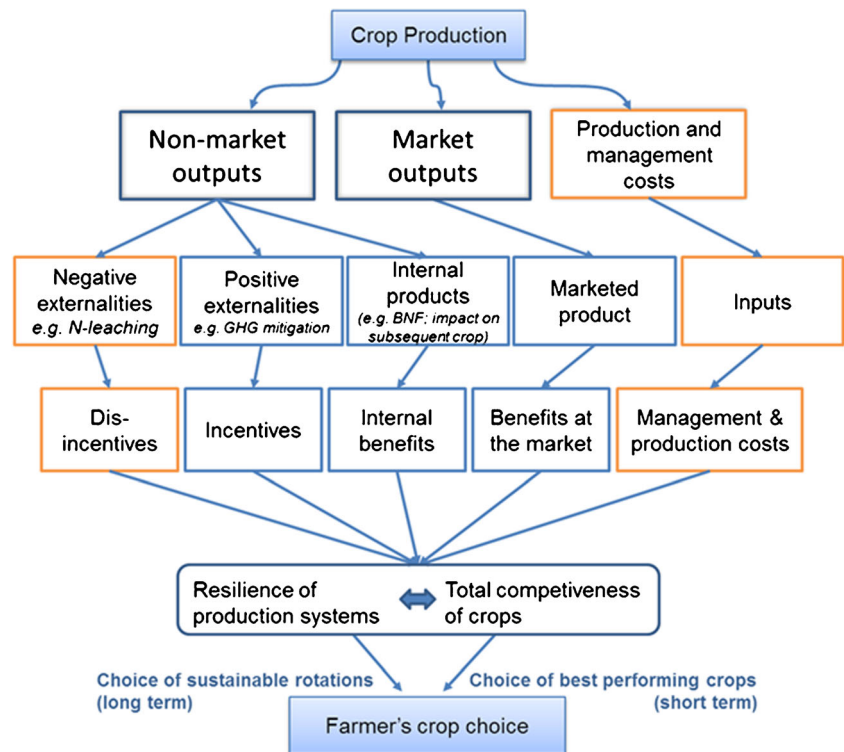 Crop Production
Non-market
outputs
Market
outputs
Production and
management
costs
Negative
externalities
e.g. N-leaching
Positive
externalities
e.g. GHG mitigation
Internal
products
(e.g. BNF; impact on
subsequent crop)
Marketed
product
Inputs
Dis-
incentives
Incentives
Internal
benefits
Benefits at
the market
Management &
production costs
Resilience of
production systems
Total competiveness
of crops
Choice of sustainable rotations
(long term)
Choice of best performing crops
(short term)
Farmer's crop choice